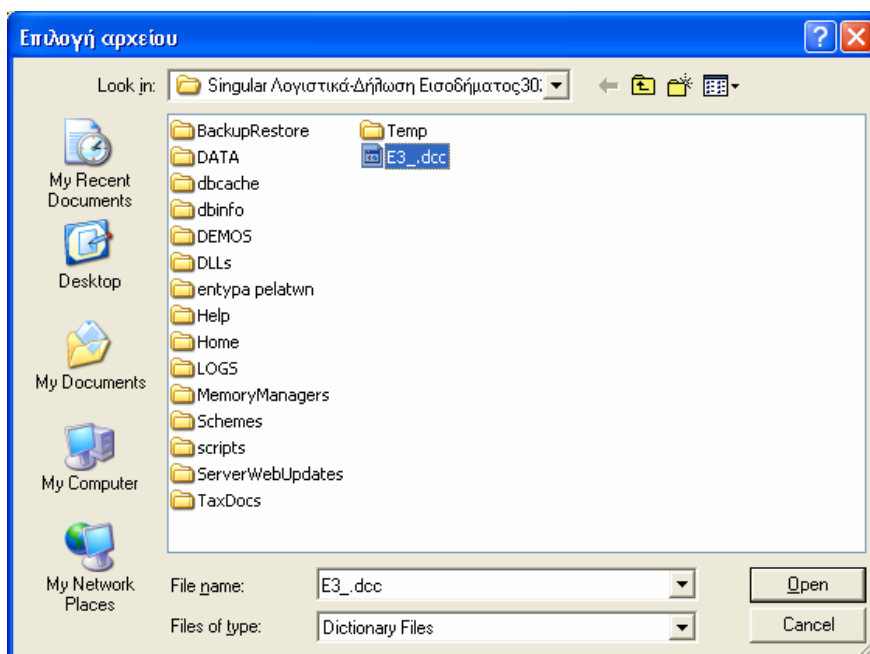 Επιλογή αρχείου
Look in:
Singular Λογιστικά-Δήλωση Εισοδήματος30
My Recent
Documents
Desktop
My Documents
My Computer
My Network
Places
BackupRestore
DATA
dbcache
dbinfo
DEMOS
DLLs
entypa pelatwn
Help
Home
LOGS
MemoryManagers
Schemes
scripts
ServerWebUpdates
TaxDocs
Temp
E3_.dcc
File name:
E3_.dcc
Open
Files of type:
Dictionary Files
Cancel